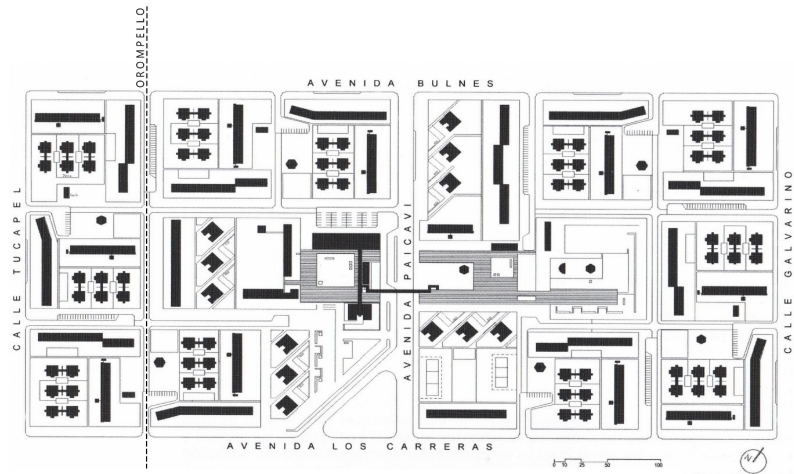 OROMPELLO
AVENIDA BULNES
CALLE TUCAPEL
AVENIDA PAICAVI
CALLE GALVARINO
AVENIDA LOS CARRERAS
0 10 25 50 100
N